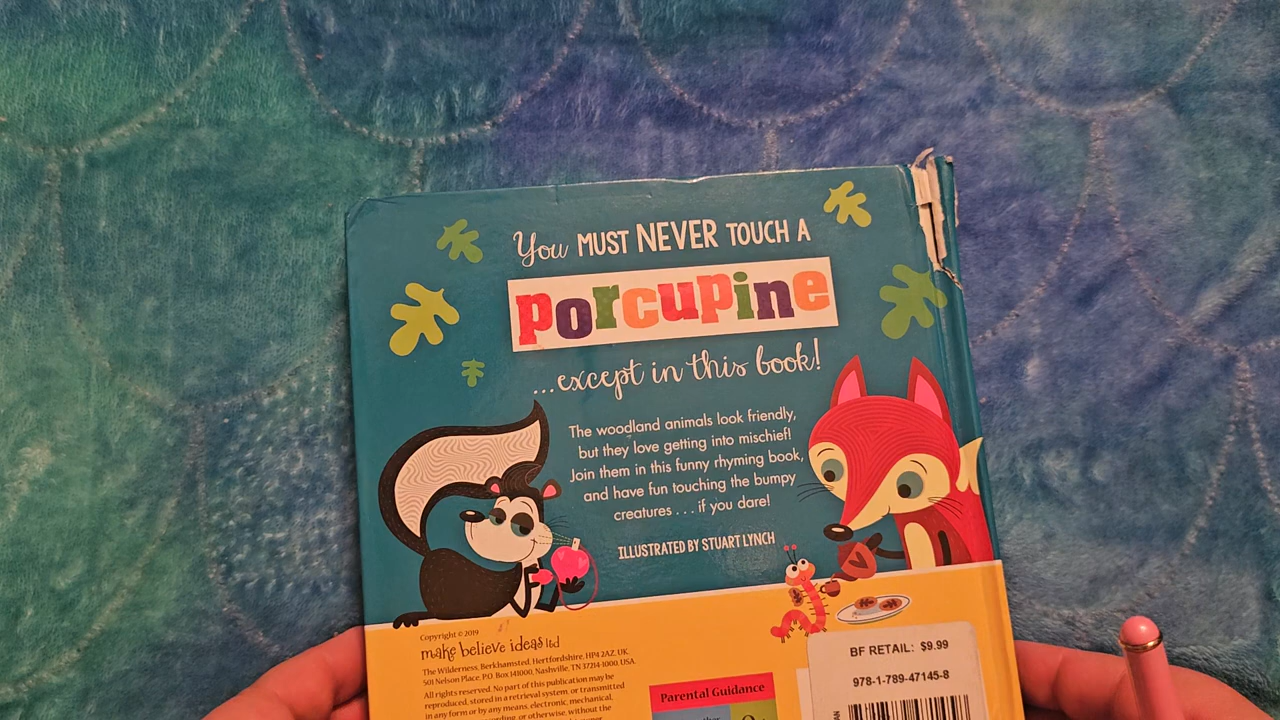 You MUST NEVER TOUCH A
Porcupine
...except in this book!
The woodland animals look friendly,
but they love getting into mischief!
Join them in this funny rhyming book,
and have fun touching the bumpy
creatures . . . if you dare!
ILLUSTRATED BY STUART LYNCH
Copyright © 2019
make believe ideas ltd
The Wilderness, Berkhamsted, Hertfordshire, HP4 2AZ, UK.
501 Nelson Place, P.O. Box 141000, Nashville, TN 37214-1000, USA.
All rights reserved. No part of this publication may be
reproduced, stored in a retrieval system, or transmitted
in any form or by any means, electronic, mechanical,
or otherwise, without the
Parental Guidance
BF RETAIL: $9.99
978-1-789-47145-8